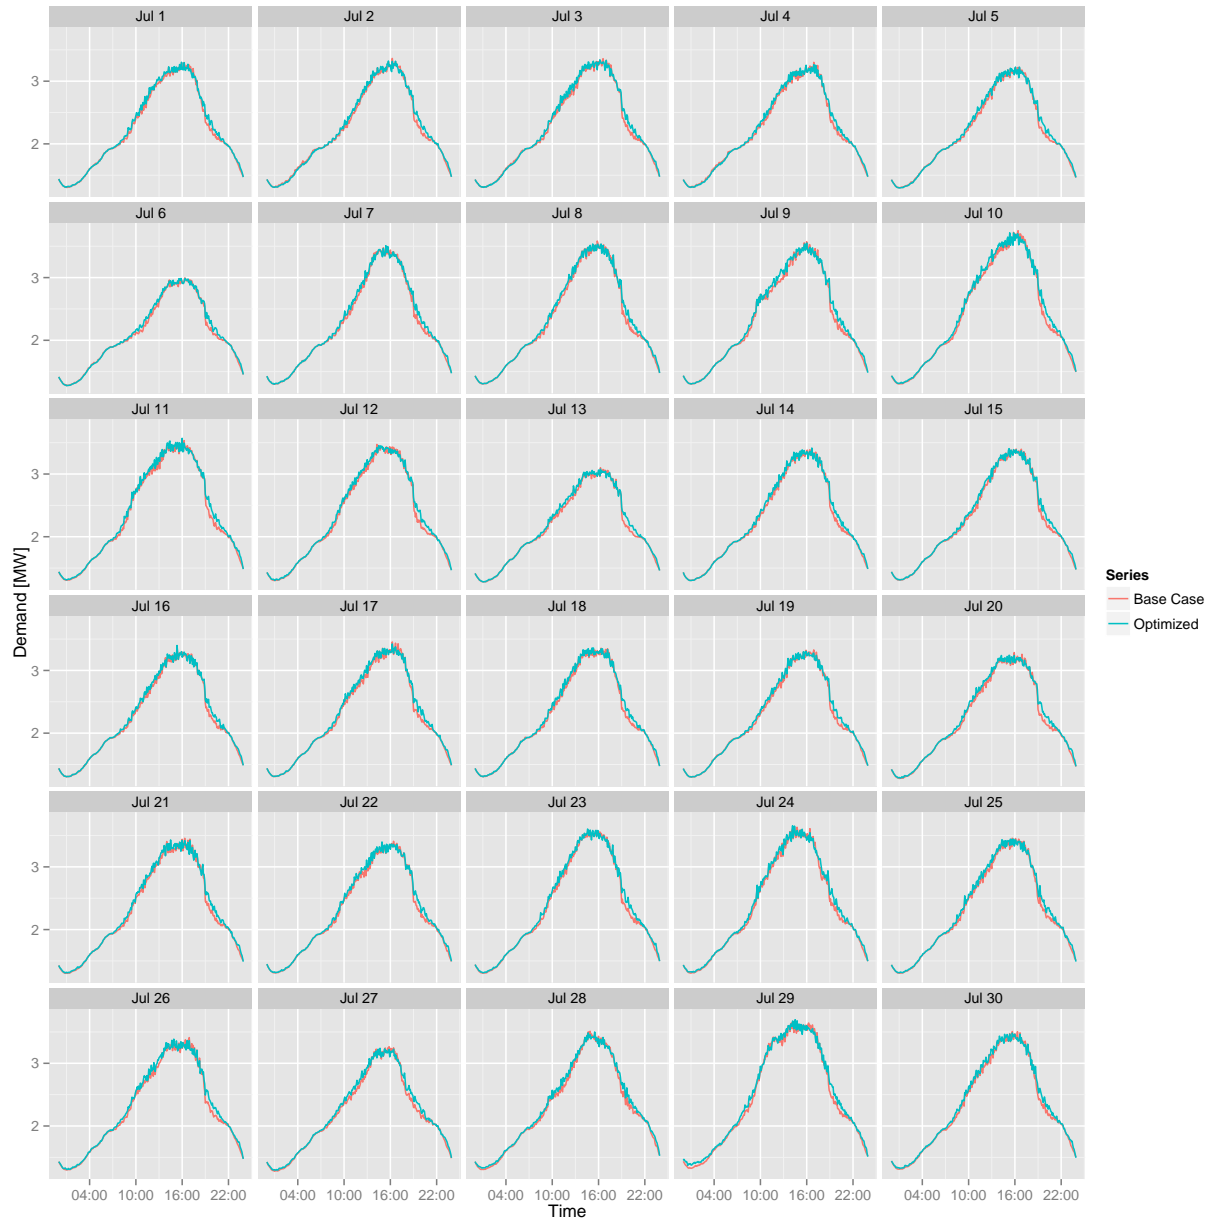 Jul 1 Jul 2 Jul 3 Jul 4 Jul 5
3
2
Jul 6 Jul 7 Jul 8 Jul 9 Jul 10
3
2
Jul 11 Jul 12 Jul 13 Jul 14 Jul 15
3
2
Jul 16 Jul 17 Jul 18 Jul 19 Jul 20
3
2
Jul 21 Jul 22 Jul 23 Jul 24 Jul 25
3
2
Jul 26 Jul 27 Jul 28 Jul 29 Jul 30
3
2
04:00 10:00 16:00 22:00 04:00 10:00 16:00 22:00 04:00 10:00 16:00 22:00 04:00 10:00 16:00 22:00 04:00 10:00 16:00 22:00
Time
Demand [MW]
Series
Base Case
Optimized